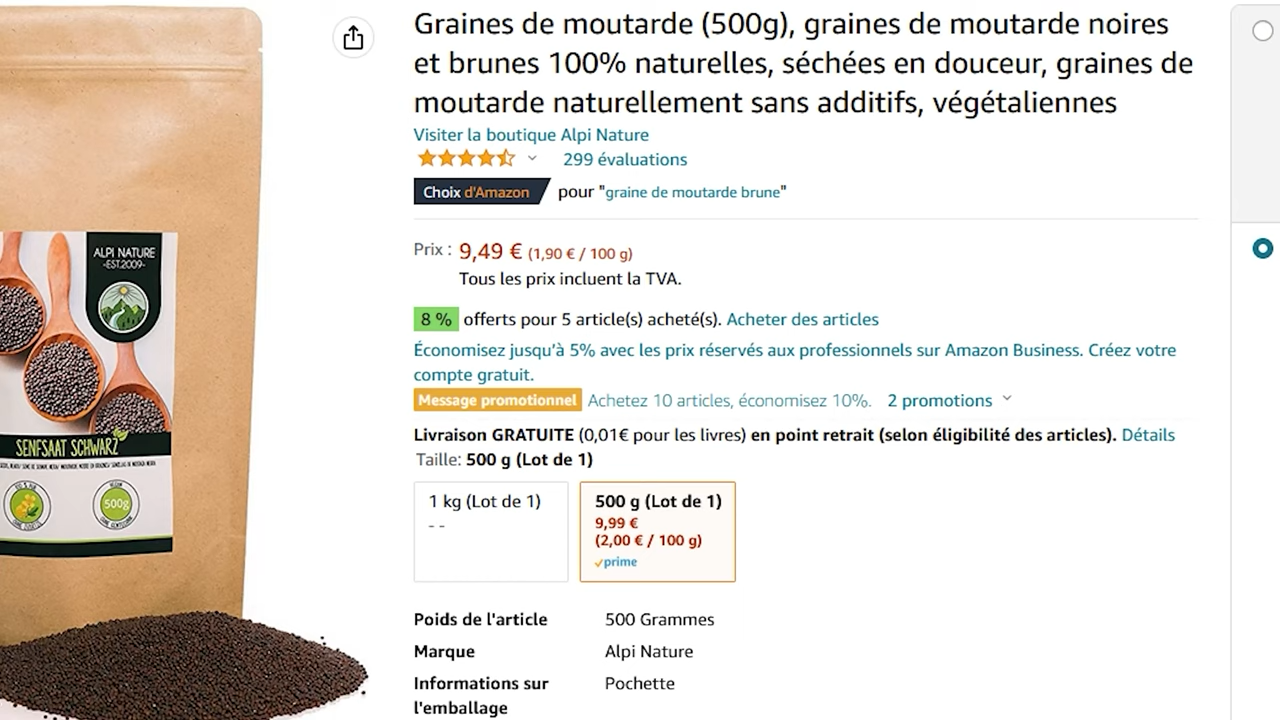 Graines de moutarde (500g), graines de moutarde noires
et brunes 100% naturelles, séchées en douceur, graines de
moutarde naturellement sans additifs, végétaliennes
Visiter la boutique Alpi Nature
299 évaluations
Choix d'Amazon pour "graine de moutarde brune"
Prix : 9,49 € (1,90 € / 100 g)
Tous les prix incluent la TVA.
8 % offerts pour 5 article(s) acheté(s). Acheter des articles
Économisez jusqu'à 5% avec les prix réservés aux professionnels sur Amazon Business. Créez votre
compte gratuit.
Message promotionnel Achetez 10 articles, économisez 10%. 2 promotions
Livraison GRATUITE (0,01€ pour les livres) en point retrait (selon éligibilité des articles). Détails
Taille: 500 g (Lot de 1)
1 kg (Lot de 1)
- -
500 g (Lot de 1)
9,99 €
(2,00 € / 100 g)
prime
Poids de l'article 500 Grammes
Marque Alpi Nature
Informations sur Pochette
l'emballage
ALPI NATURE
-EST.2009-
SENFSAAT SCHWARZ
500g